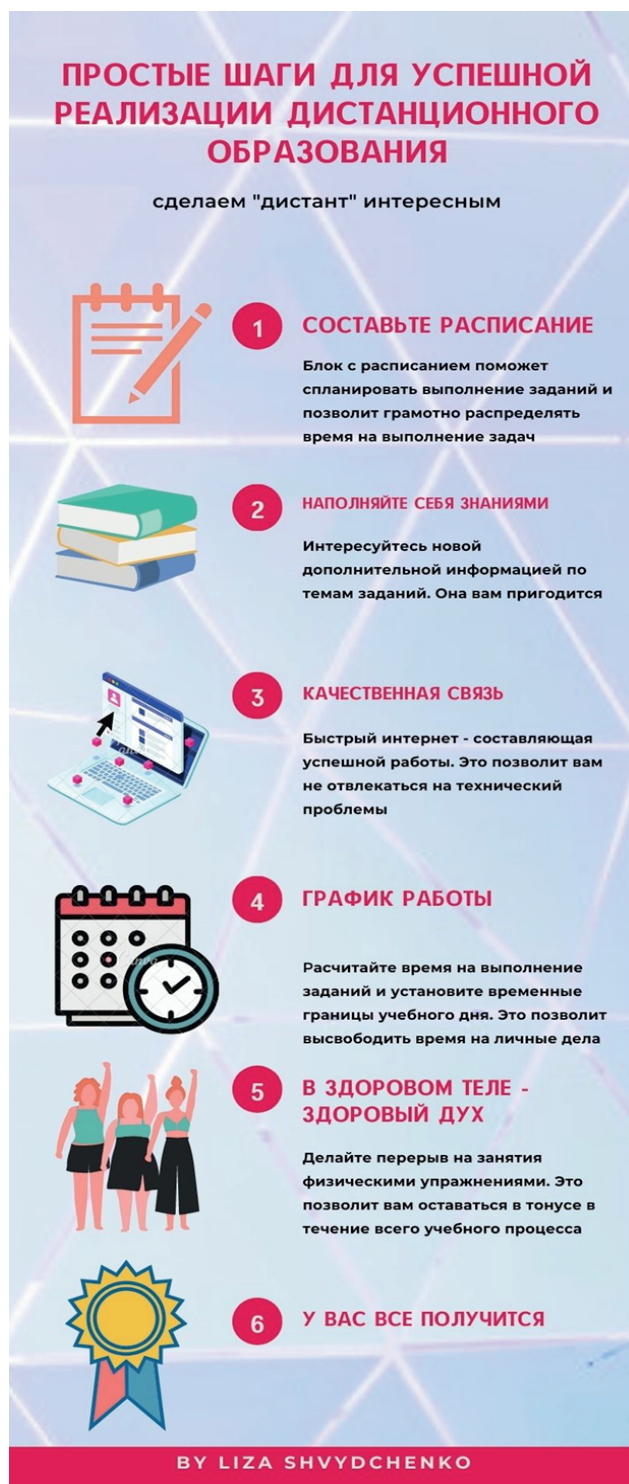 ПРОСТЫЕ ШАГИ ДЛЯ УСПЕШНОЙ
РЕАЛИЗАЦИИ ДИСТАНЦИОННОГО
ОБРАЗОВАНИЯ
сделаем "дистант" интересным
1
СОСТАВЬТЕ РАСПИСАНИЕ
Блок с расписанием поможет
спланировать выполнение заданий и
позволит грамотно распределять
время на выполнение задач
2
НАПОЛНЯЙТЕ СЕБЯ ЗНАНИЯМИ
Интересуйтесь новой
дополнительной информацией по
темам заданий. Она вам пригодится
3
КАЧЕСТВЕННАЯ СВЯЗЬ
Быстрый интернет - составляющая
успешной работы. Это позволит вам
не отвлекаться на технический
проблемы
4
ГРАФИК РАБОТЫ
Расчитайте время на выполнение
заданий и установите временные
границы учебного дня. Это позволит
высвободить время на личные дела
5
В ЗДОРОВОМ ТЕЛЕ -
ЗДОРОВЫЙ ДУХ
Делайте перерыв на занятия
физическими упражнениями. Это
позволит вам оставаться в тонусе в
течение всего учебного процесса
6
У ВАС ВСЕ ПОЛУЧИТСЯ
BY LIZA SHVYDCHENKO